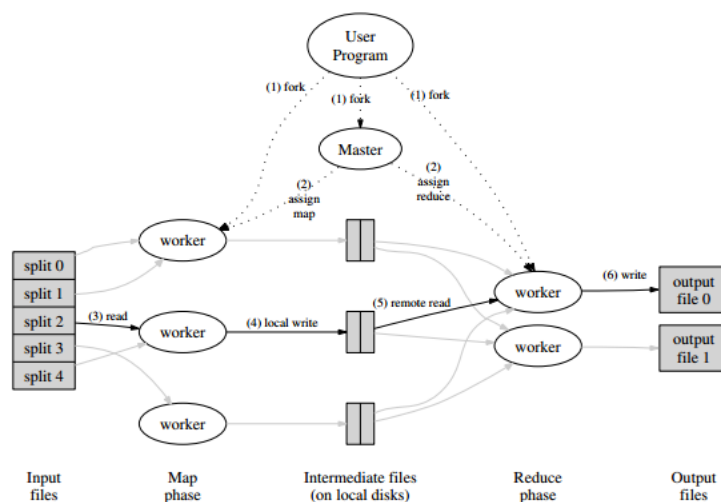 User
Program
(1) fork
(1) fork
(1) fork
Master
(2)
assign
map
(2)
assign
reduce
worker
split 0
split 1
split 2
split 3
split 4
(3) read
worker
(4) local write
(5) remote read
worker
(6) write
output
file 0
worker
output
file 1
worker
Input
files
Map
phase
Intermediate files
(on local disks)
Reduce
phase
Output
files